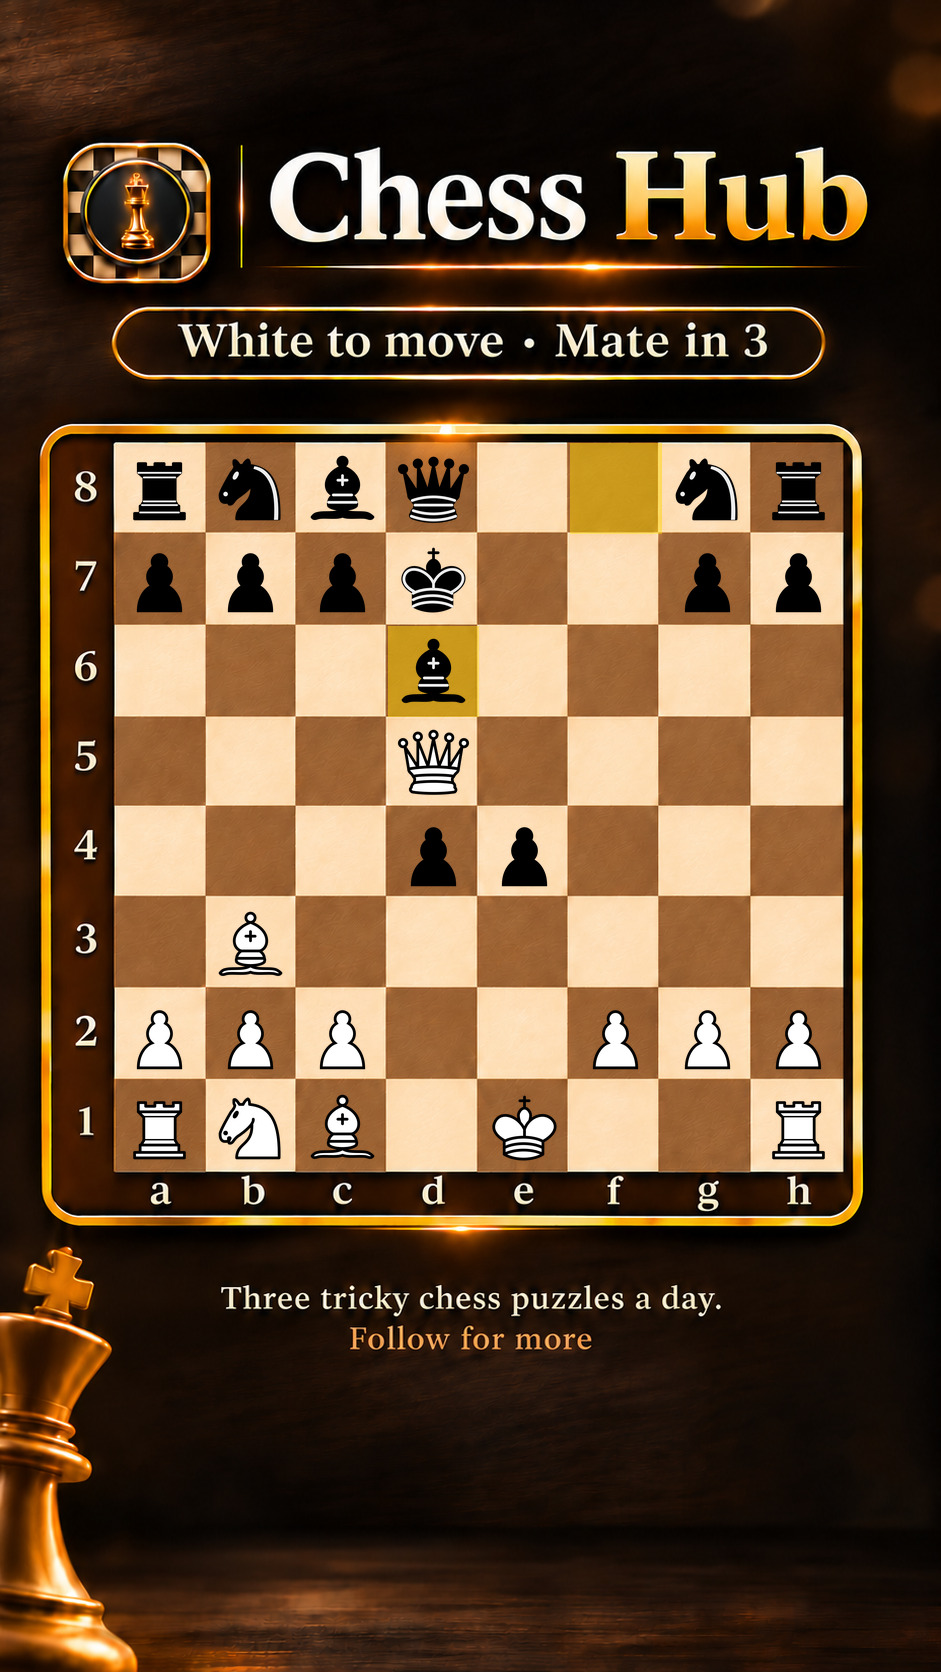 Chess Hub
White to move • Mate in 3
8
7
6
5
4
3
2
1
a b c d e f g h
Three tricky chess puzzles a day.
Follow for more